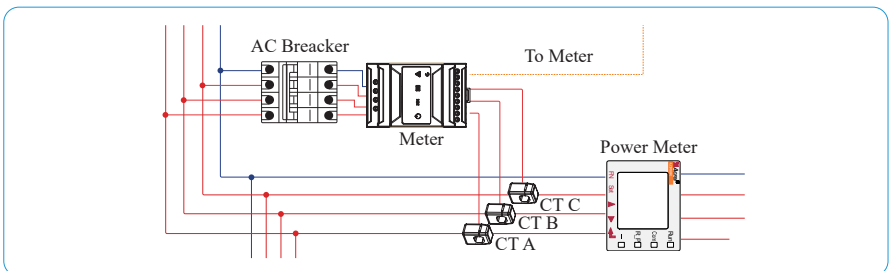 AC Breacker
To Meter
Meter
Power Meter
CT C
CT B
CT A